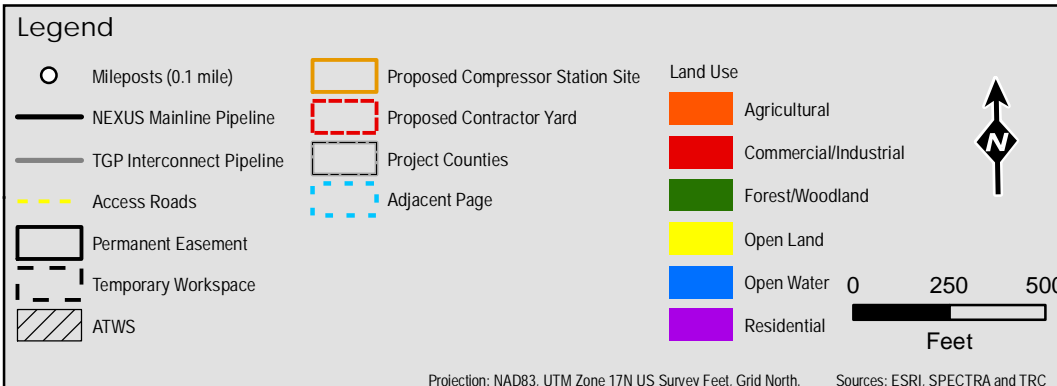 Legend
Mileposts (0.1 mile)
NEXUS Mainline Pipeline
TGP Interconnect Pipeline
Access Roads
Permanent Easement
Temporary Workspace
ATWS
Proposed Compressor Station Site
Proposed Contractor Yard
Project Counties
Adjacent Page
Land Use
Agricultural
Commercial/Industrial
Forest/Woodland
Open Land
Open Water
Residential
N
0 250 500
Feet
Projection: NAD83, UTM Zone 17N US Survey Feet, Grid North. Sources: ESRI, SPECTRA and TRC